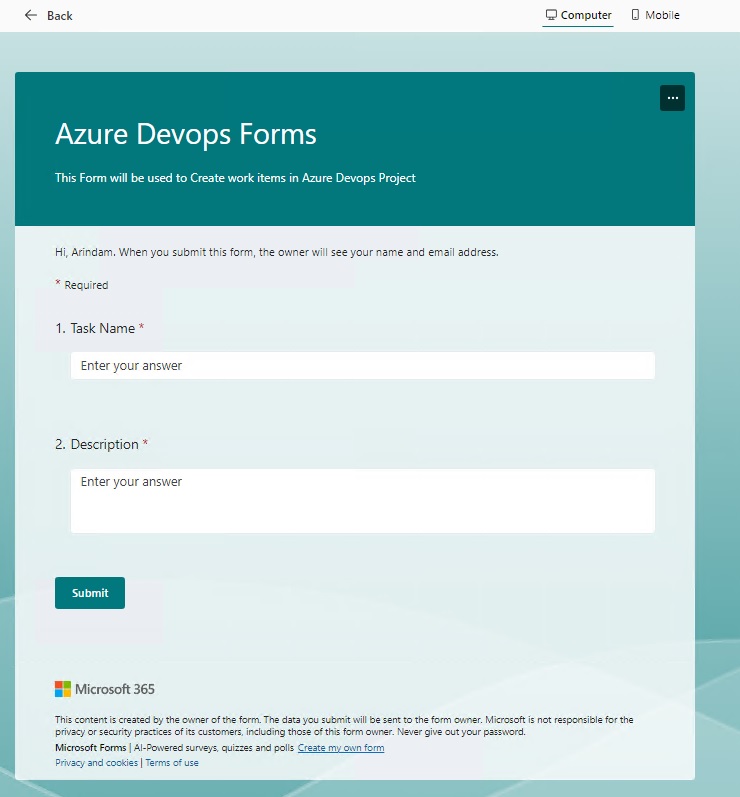 Back
Computer
Mobile
...
Azure Devops Forms
This Form will be used to Create work items in Azure Devops Project
Hi, Arindam. When you submit this form, the owner will see your name and email address.
* Required
1. Task Name *
Enter your answer
2. Description *
Enter your answer
Submit
Microsoft 365
This content is created by the owner of the form. The data you submit will be sent to the form owner. Microsoft is not responsible for the
privacy or security practices of its customers, including those of this form owner. Never give out your password.
Microsoft Forms | AI-Powered surveys, quizzes and polls Create my own form
Privacy and cookies | Terms of use